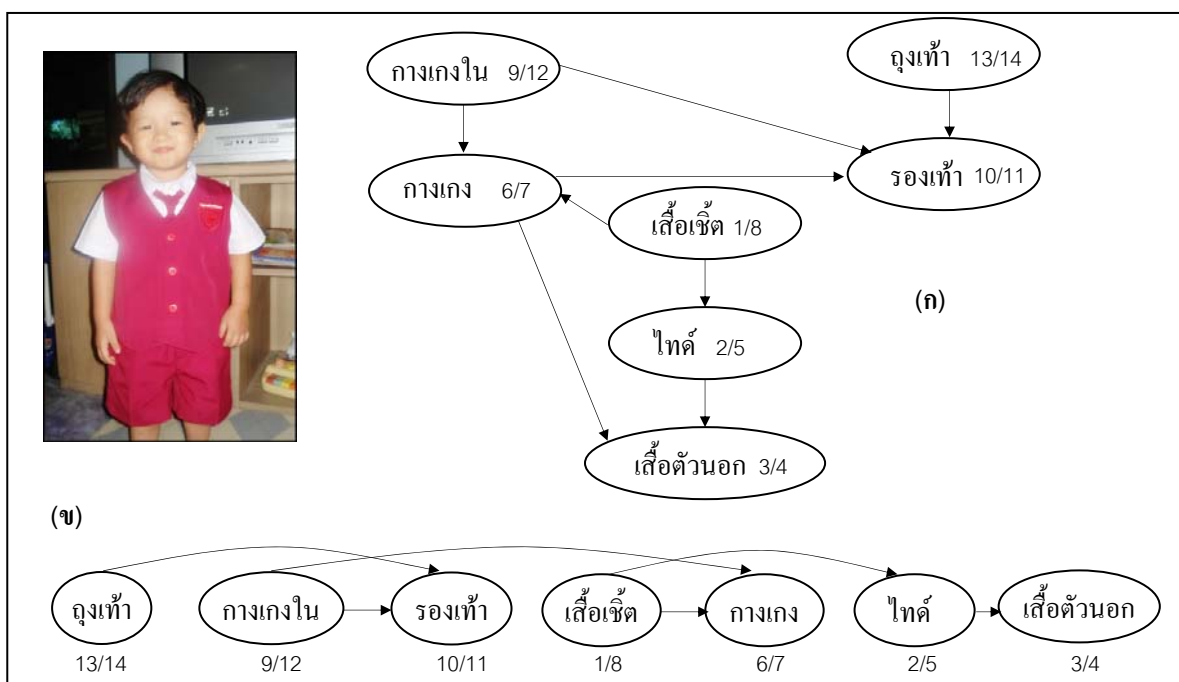 กางเกงใน 9/12
ถุงเท้า 13/14
กางเกง 6/7
รองเท้า 10/11
เสื้อเชิ้ต 1/8
(ก)
ไทด์ 2/5
เสื้อตัวนอก 3/4
(ข)
ถุงเท้า กางเกงใน รองเท้า เสื้อเชิ้ต กางเกง ไทด์ เสื้อตัวนอก
13/14 9/12 10/11 1/8 6/7 2/5 3/4